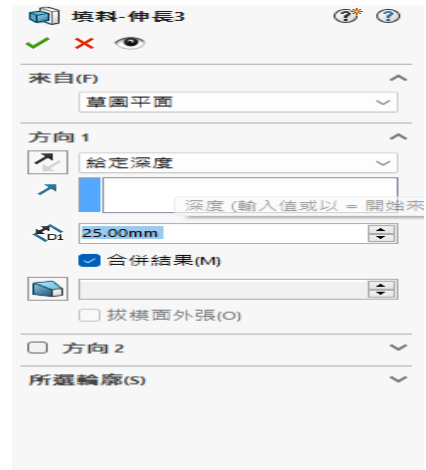 填料-伸長3
來自(F)
草圖平面
方向 1
給定深度
深度 (輸入值或以 = 開始來
D1 25.00mm
合併結果(M)
拔模面外張(O)
方向 2
所選輪廓(S)